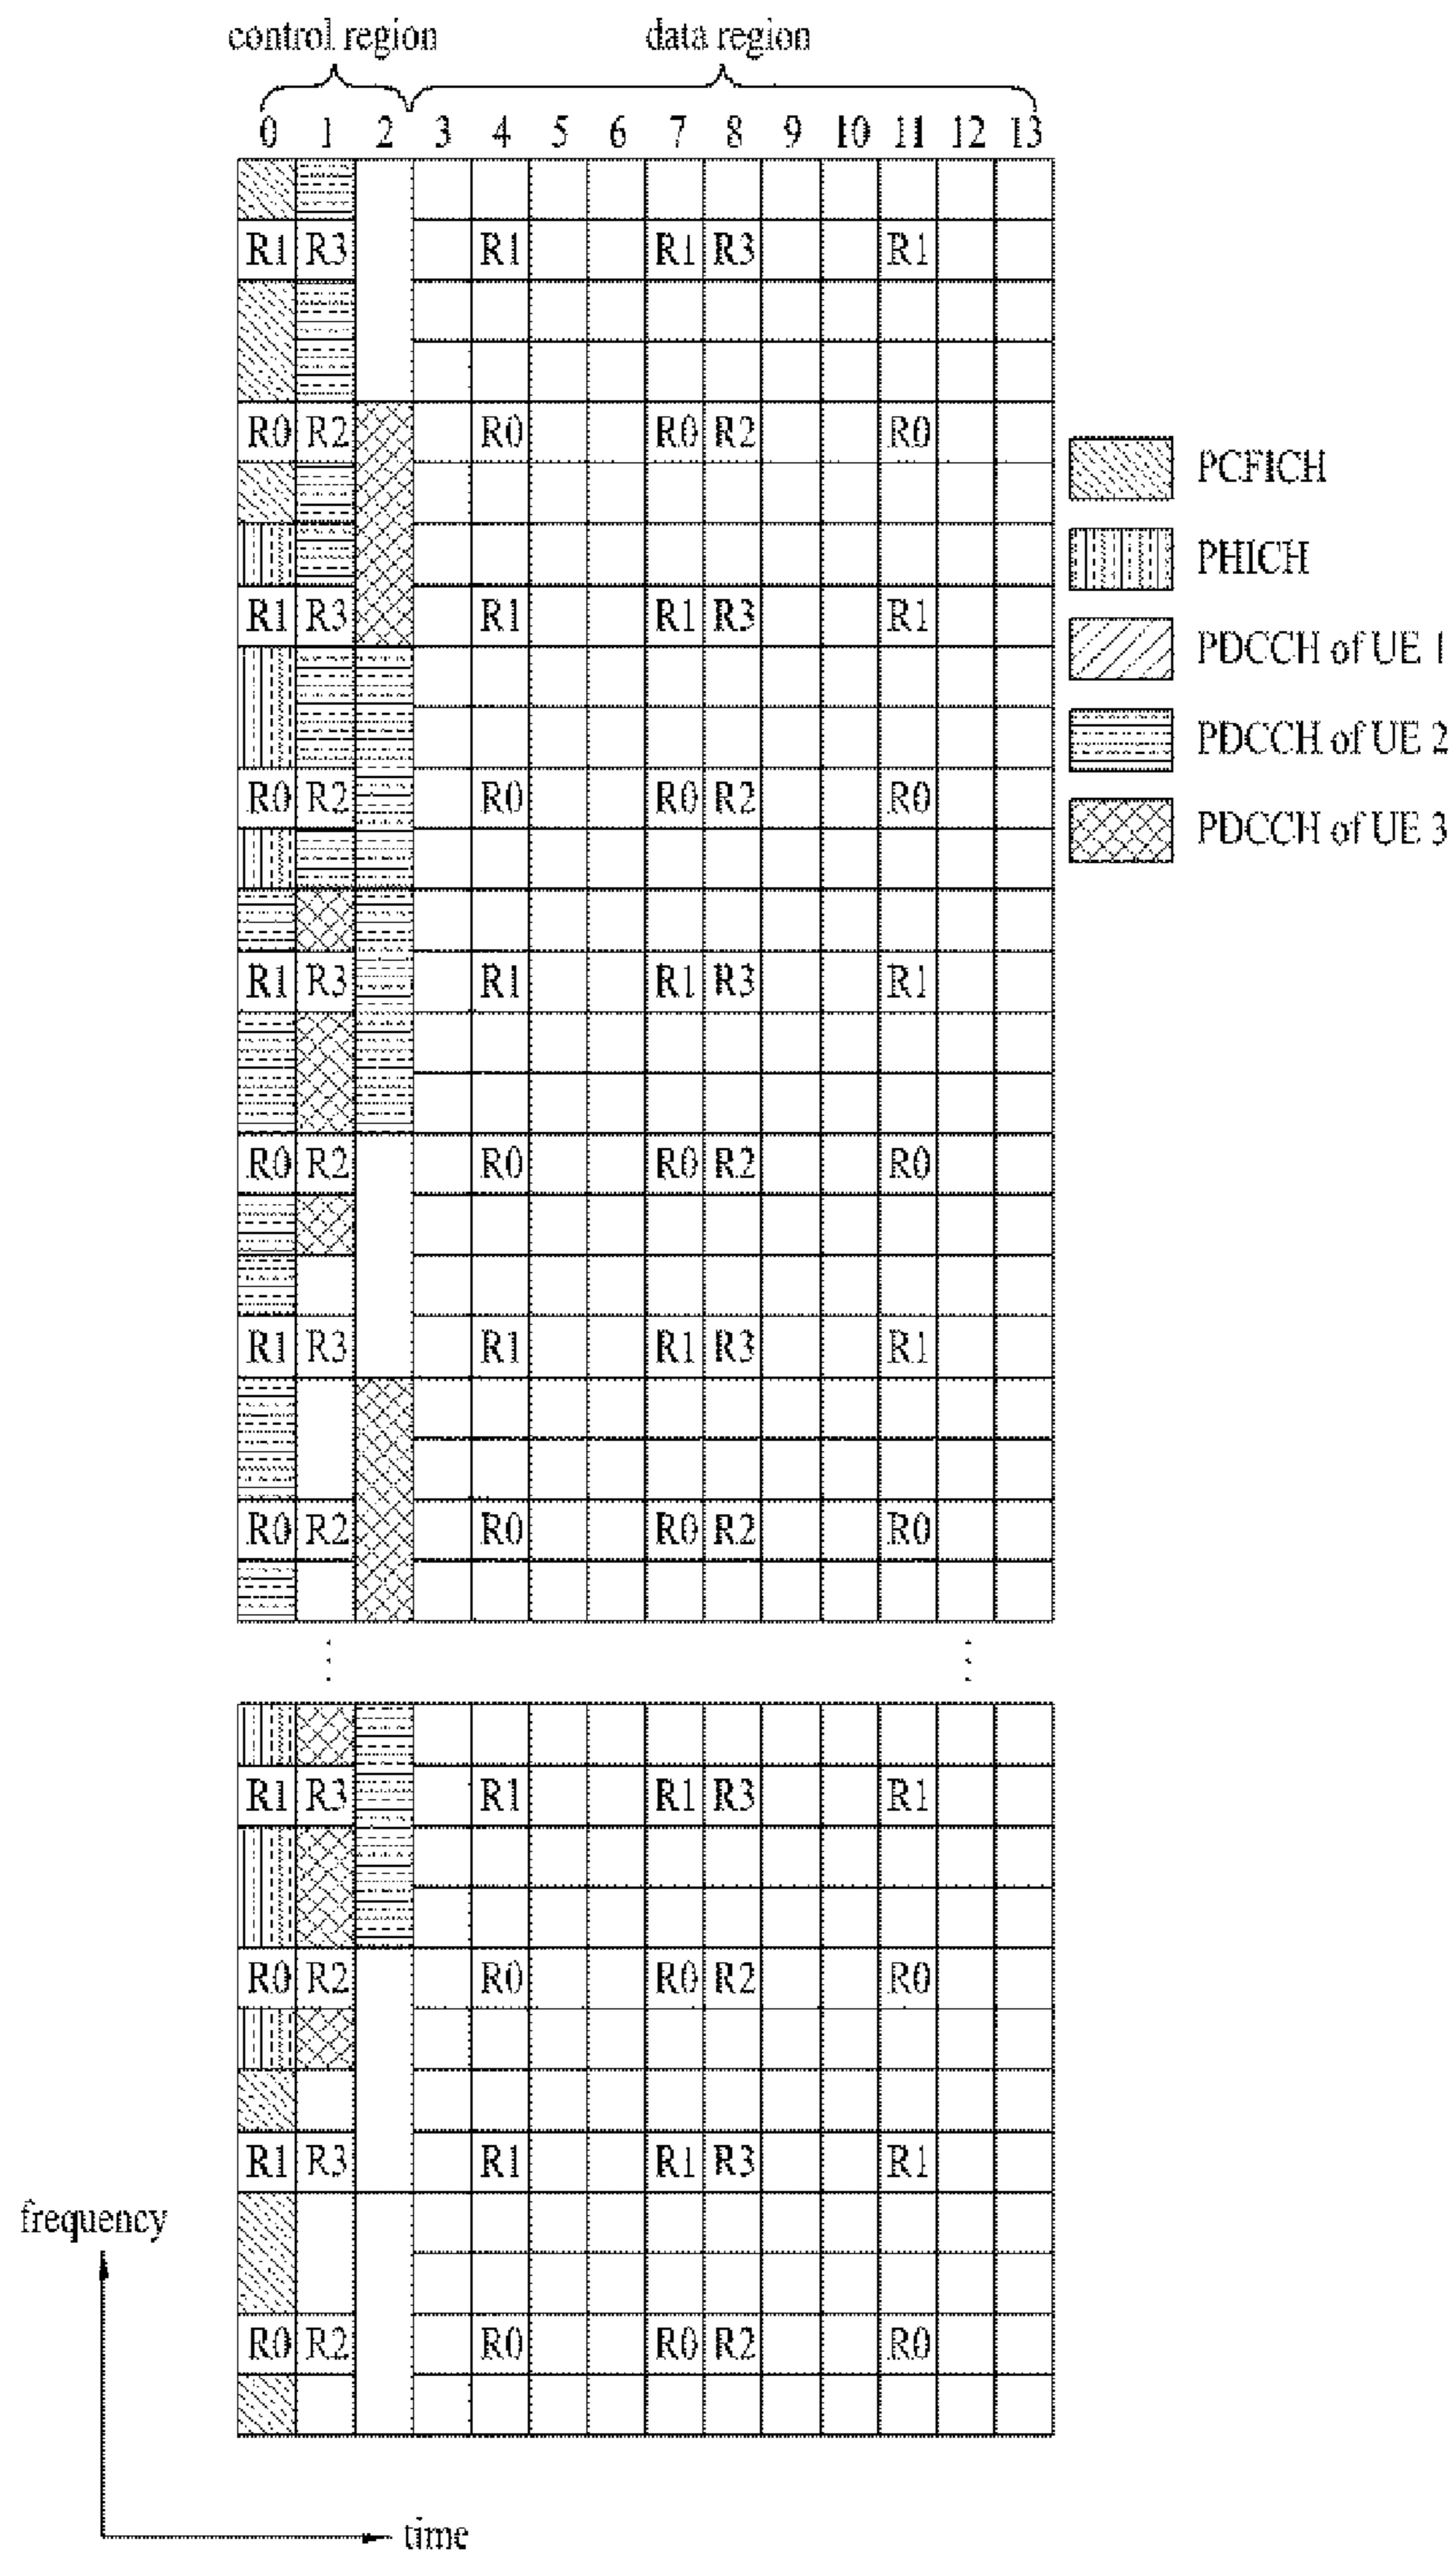 control region data region
0 1 2 3 4 5 6 7 8 9 10 11 12 13
R1 R3 R1 R1 R3 R1
R0 R2 R0 R0 R2 R0
PCFICH
PHICH
R1 R3 R1 R1 R3 R1
PDCCH of UE 1
PDCCH of UE 2
R0 R2 R0 R0 R2 R0
PDCCH of UE 3
R1 R3 R1 R1 R3 R1
R0 R2 R0 R0 R2 R0
R1 R3 R1 R1 R3 R1
R0 R2 R0 R0 R2 R0
R1 R3 R1 R1 R3 R1
R0 R2 R0 R0 R2 R0
R1 R3 R1 R1 R3 R1
frequency
R0 R2 R0 R0 R2 R0
time